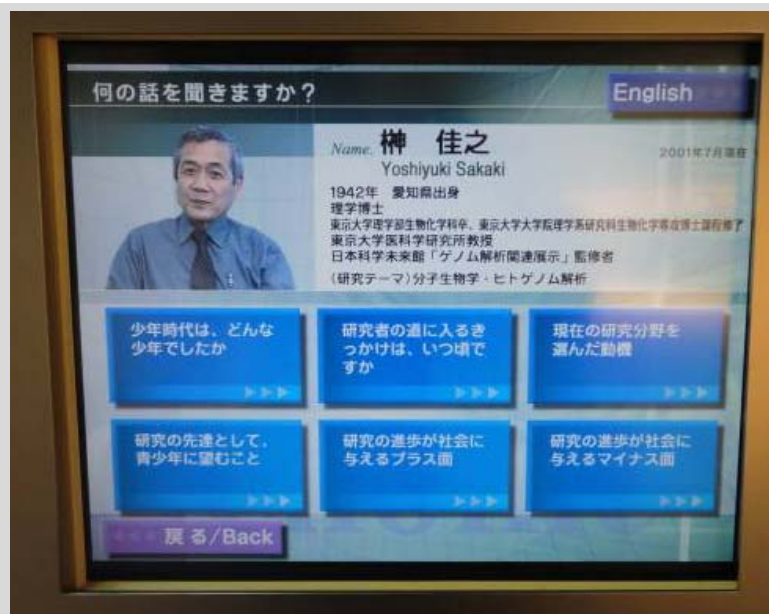 何の話を聞きますか?
English
Name. 榊 佳之
Yoshiyuki Sakaki
2001年7月現在
1942年 愛知県出身
理学博士
東京大学理学部生物化学科卒、東京大学大学院理学系研究科生物化学専攻博士課程修了
東京大学医科学研究所教授
日本科学未来館「ゲノム解析関連展示」監修者
(研究テーマ)分子生物学・ヒトゲノム解析
少年時代は、どんな
少年でしたか
研究者の道に入るき
っかけは、いつ頃で
すか
現在の研究分野を
選んだ動機
研究の先達として、
青少年に望むこと
研究の進歩が社会に
与えるプラス面
研究の進歩が社会に
与えるマイナス面
戻る/Back